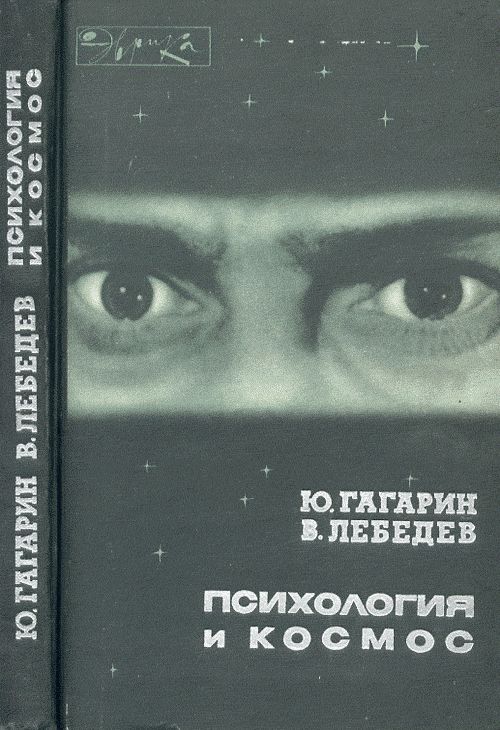 Эврика
Ю. ГАГАРИН
В. ЛЕБЕДЕВ
ПСИХОЛОГИЯ
И КОСМОС
Ю. ГАГАРИН В. ЛЕБЕДЕВ
ПСИХОЛОГИЯ
И КОСМОС